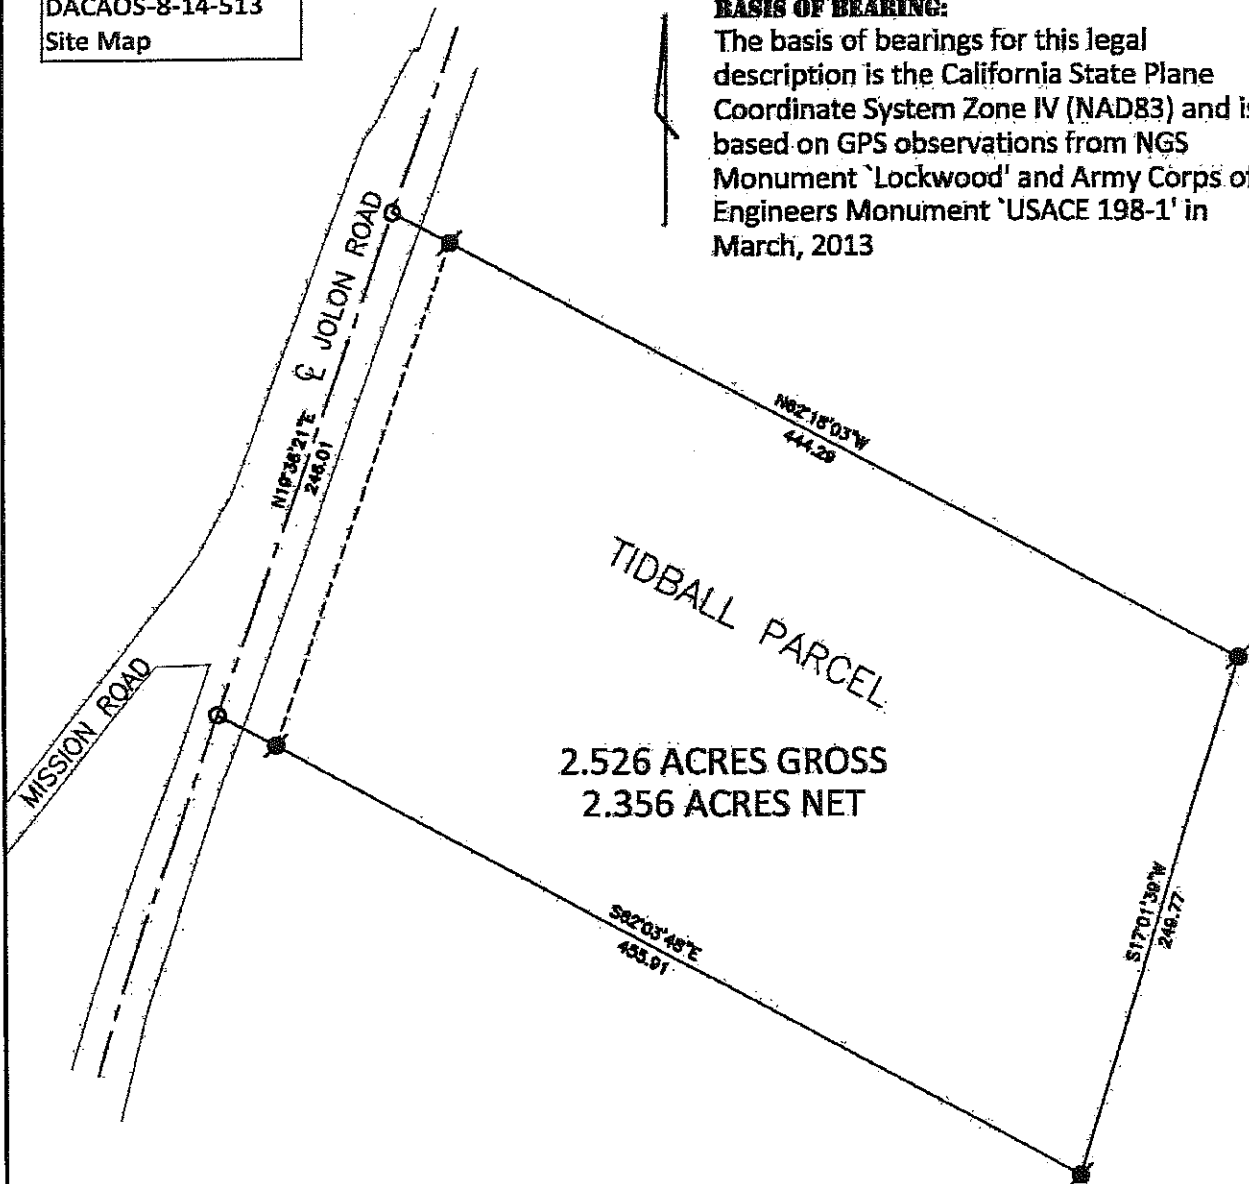 DACAOS-8-14-513
Site Map
BASIS OF BEARING:
The basis of bearings for this legal
description is the California State Plane
Coordinate System Zone IV (NAD83) and is
based on GPS observations from NGS
Monument `Lockwood' and Army Corps of
Engineers Monument `USACE 198-1' in
March, 2013
℄ JOLON ROAD
N19°36'21"E
246.01
N62°15'03"W
444.29
TIDBALL PARCEL
2.526 ACRES GROSS
2.356 ACRES NET
MISSION ROAD
S62°03'48"E
455.91
S17°01'39"W
249.77